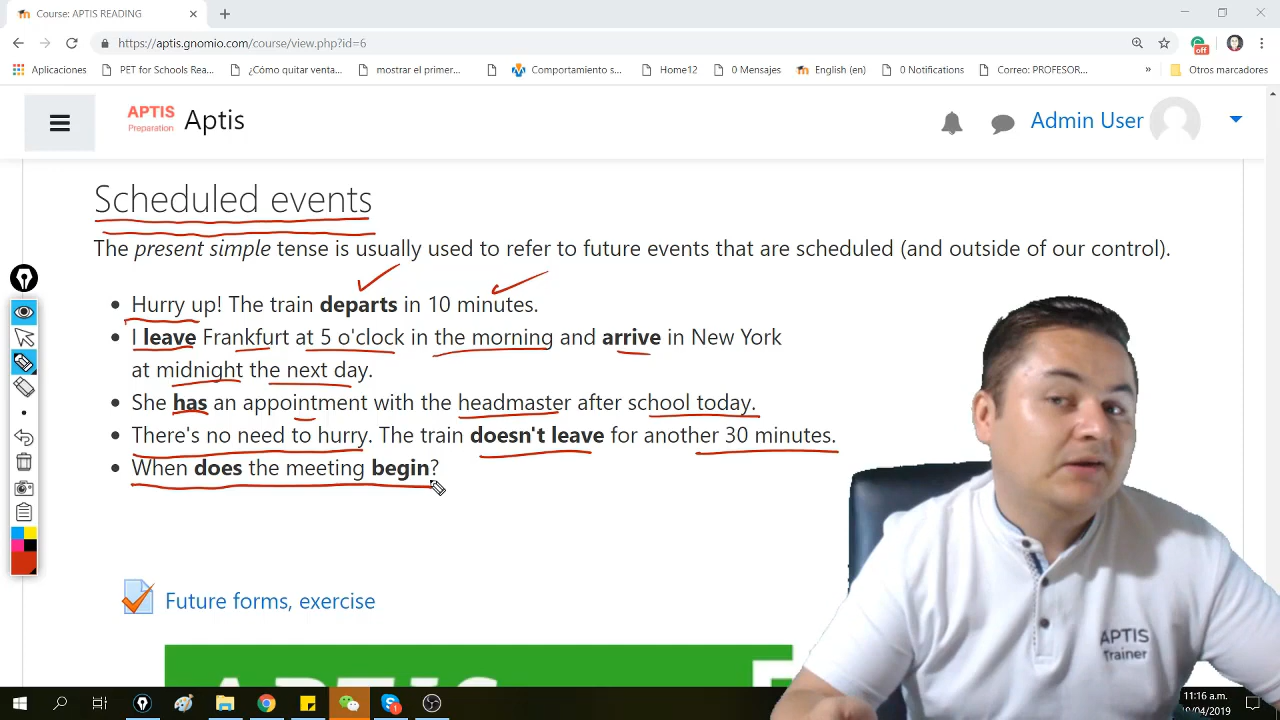 Course: APTIS READING
https://aptis.gnomio.com/course/view.php?id=6
off
Aplicaciones
PET for Schools Rea...
¿Cómo quitar venta...
mostrar el primer...
Comportamiento s...
Home12
0 Mensajes
English (en)
0 Notifications
Correo: PROFESOR...
»
Otros marcadores
APTIS
Preparation
Aptis
Admin User
Scheduled events
The present simple tense is usually used to refer to future events that are scheduled (and outside of our control).
• Hurry up! The train departs in 10 minutes.
• I leave Frankfurt at 5 o'clock in the morning and arrive in New York
at midnight the next day.
• She has an appointment with the headmaster after school today.
• There's no need to hurry. The train doesn't leave for another 30 minutes.
• When does the meeting begin?
Future forms, exercise
APTIS
APTIS
Trainer
11:16 a.m.
/04/2019